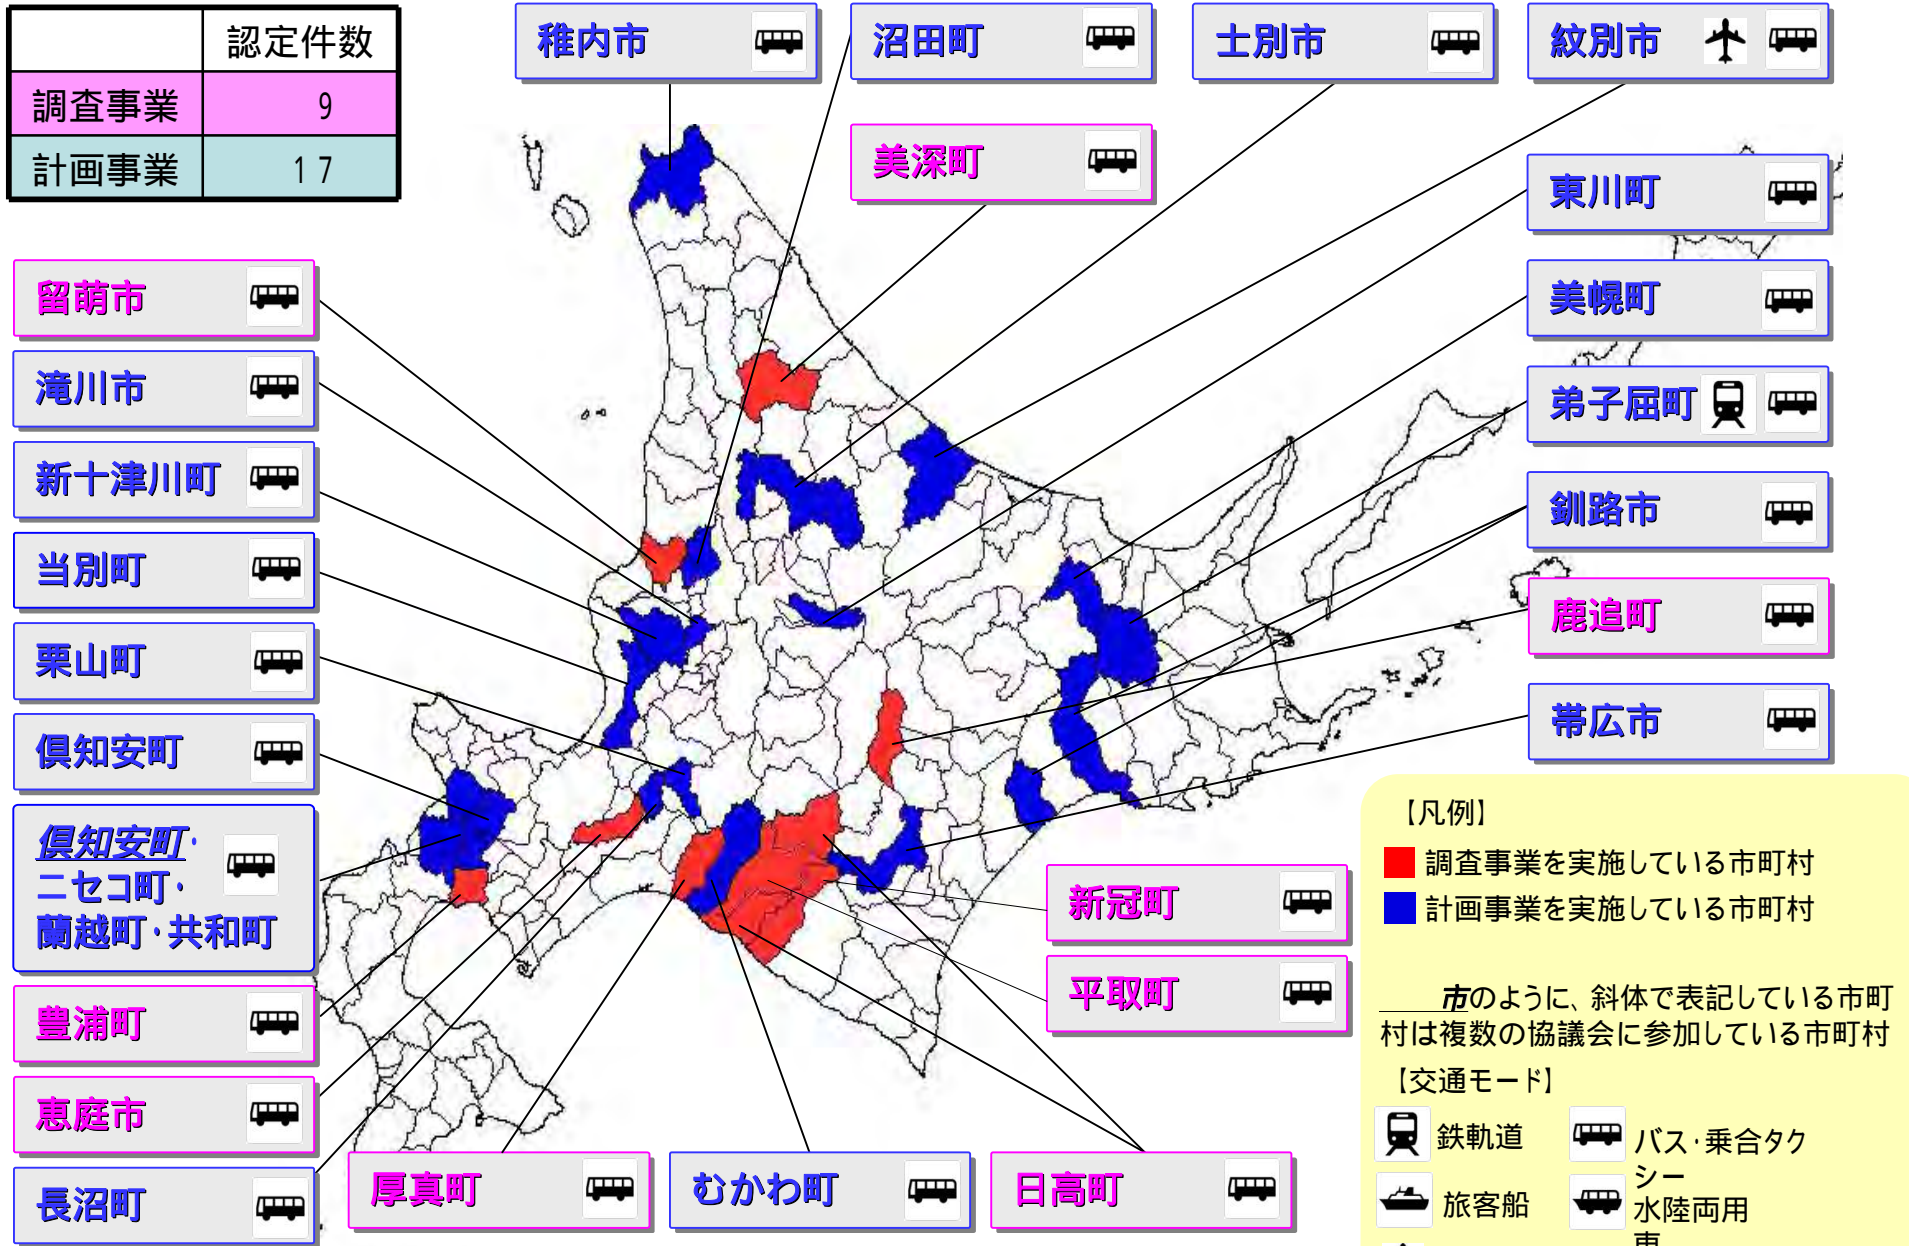 認定件数
調査事業 9
計画事業 17
稚内市
沼田町
士別市
紋別市
美深町
東川町
美幌町
弟子屈町
釧路市
鹿追町
帯広市
留萌市
滝川市
新十津川町
当別町
栗山町
倶知安町
倶知安町・
ニセコ町・
蘭越町・共和町
豊浦町
恵庭市
長沼町
厚真町
むかわ町
日高町
新冠町
平取町
【凡例】
調査事業を実施している市町村
計画事業を実施している市町村
市のように、斜体で表記している市町
村は複数の協議会に参加している市町村
【交通モード】
鉄軌道
バス・乗合タク
シー
旅客船
水陸両用